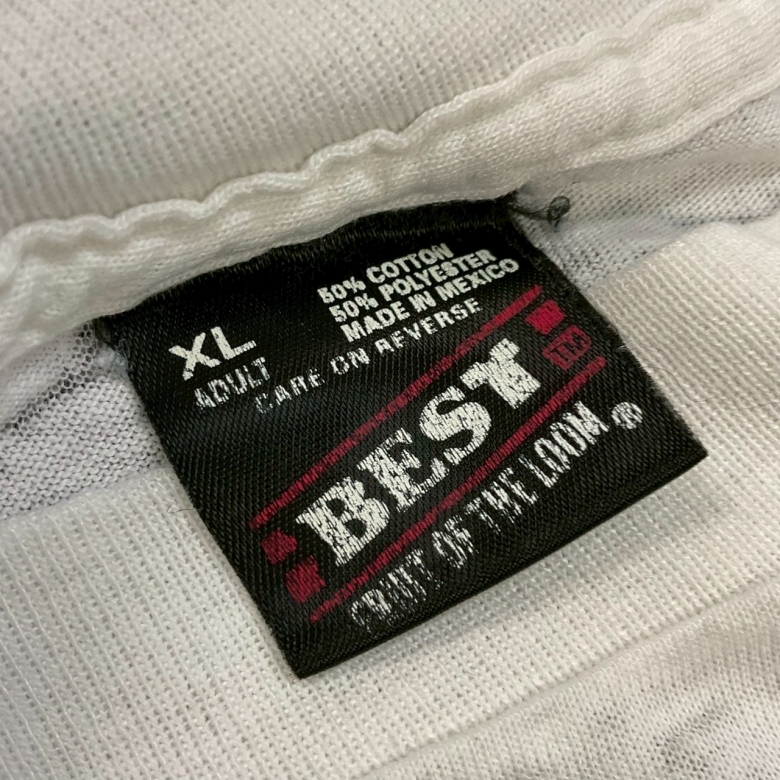 XL
ADULT
50% COTTON
50% POLYESTER
MADE IN MEXICO
CARE ON REVERSE
BEST
TM
FRUIT OF THE LOOM ®